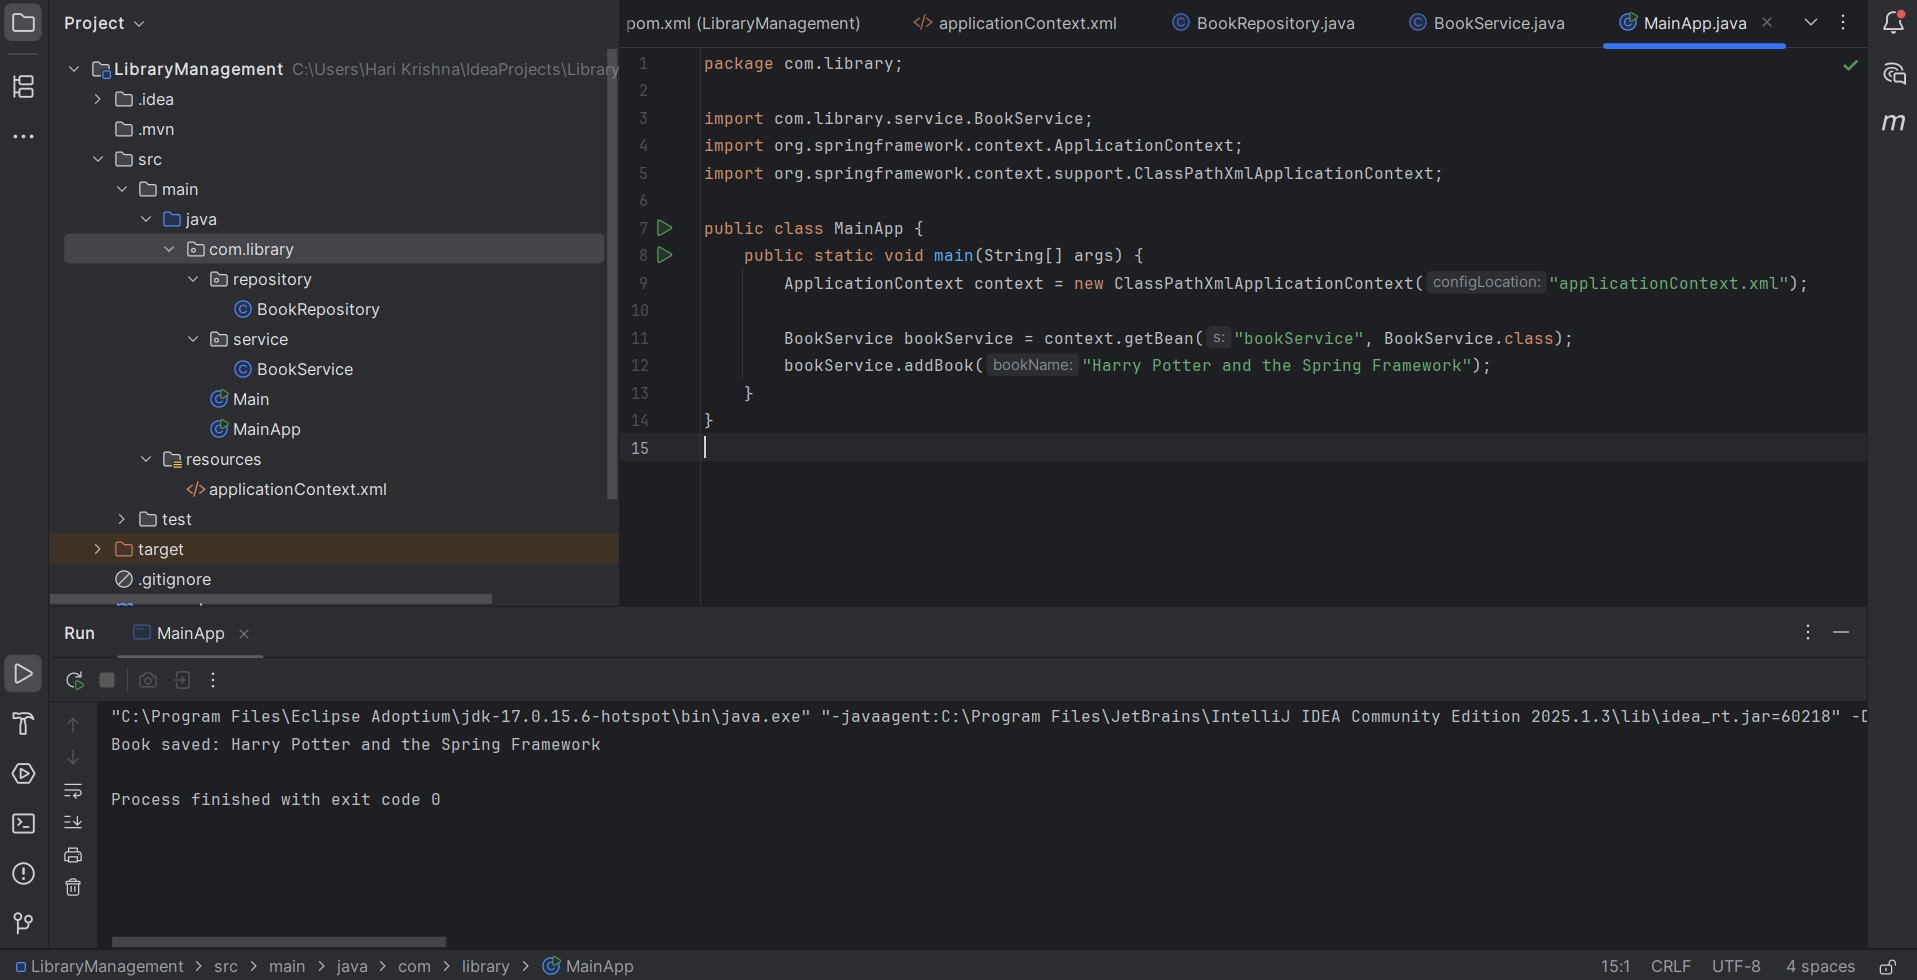 Project
pom.xml (LibraryManagement)
applicationContext.xml
BookRepository.java
BookService.java
MainApp.java
LibraryManagement C:\Users\Hari Krishna\IdeaProjects\Library
.idea
.mvn
src
main
java
com.library
repository
BookRepository
service
BookService
Main
MainApp
resources
applicationContext.xml
test
target
.gitignore
1 package com.library;
2
3 import com.library.service.BookService;
4 import org.springframework.context.ApplicationContext;
5 import org.springframework.context.support.ClassPathXmlApplicationContext;
6
7 public class MainApp {
8 public static void main(String[] args) {
9 ApplicationContext context = new ClassPathXmlApplicationContext( configLocation: "applicationContext.xml");
10
11 BookService bookService = context.getBean( s: "bookService", BookService.class);
12 bookService.addBook( bookName: "Harry Potter and the Spring Framework");
13 }
14 }
15
m
Run
MainApp
"C:\Program Files\Eclipse Adoptium\jdk-17.0.15.6-hotspot\bin\java.exe" "-javaagent:C:\Program Files\JetBrains\IntelliJ IDEA Community Edition 2025.1.3\lib\idea_rt.jar=60218" -D
Book saved: Harry Potter and the Spring Framework
Process finished with exit code 0
LibraryManagement > src > main > java > com > library > MainApp
15:1 CRLF UTF-8 4 spaces